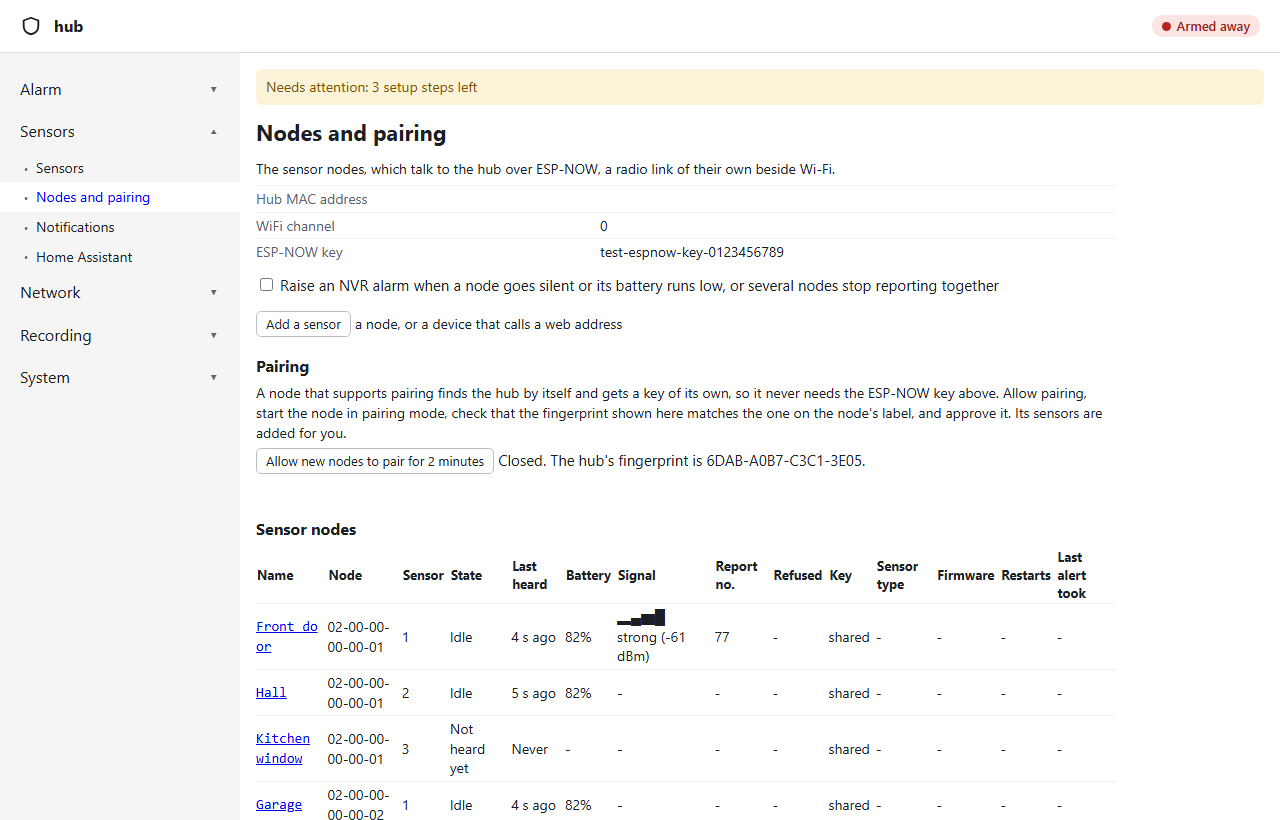 hub
Armed away
Alarm
Sensors
Sensors
Nodes and pairing
Notifications
Home Assistant
Network
Recording
System
Needs attention: 3 setup steps left
Nodes and pairing
The sensor nodes, which talk to the hub over ESP-NOW, a radio link of their own beside Wi-Fi.
Hub MAC address
WiFi channel 0
ESP-NOW key test-espnow-key-0123456789
Raise an NVR alarm when a node goes silent or its battery runs low, or several nodes stop reporting together
Add a sensor a node, or a device that calls a web address
Pairing
A node that supports pairing finds the hub by itself and gets a key of its own, so it never needs the ESP-NOW key above. Allow pairing,
start the node in pairing mode, check that the fingerprint shown here matches the one on the node's label, and approve it. Its sensors are
added for you.
Allow new nodes to pair for 2 minutes Closed. The hub's fingerprint is 6DAB-A0B7-C3C1-3E05.
Sensor nodes
Name Node Sensor State Last heard Battery Signal Report no. Refused Key Sensor type Firmware Restarts Last alert took
Front do
or 02-00-00-
00-00-01 1 Idle 4 s ago 82% strong (-61
dBm) 77 - shared - - - -
Hall 02-00-00-
00-00-01 2 Idle 5 s ago 82% - - - shared - - - -
Kitchen
window 02-00-00-
00-00-01 3 Not
heard
yet Never - - - - shared - - - -
Garage 02-00-00-
00-00-02 1 Idle 4 s ago 82% - - - shared - - - -